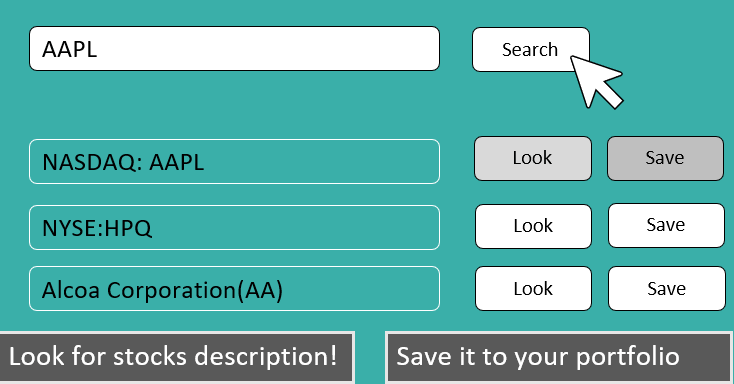 AAPL Search
NASDAQ: AAPL Look Save
NYSE:HPQ Look Save
Alcoa Corporation(AA) Look Save
Look for stocks description! Save it to your portfolio